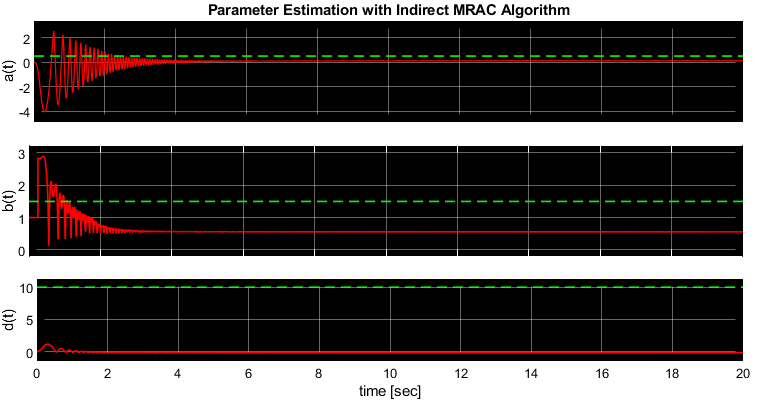 Parameter Estimation with Indirect MRAC Algorithm
2
0
-2
-4
a(t)
3
2
1
0
b(t)
10
5
0
d(t)
0 2 4 6 8 10 12 14 16 18 20
time [sec]